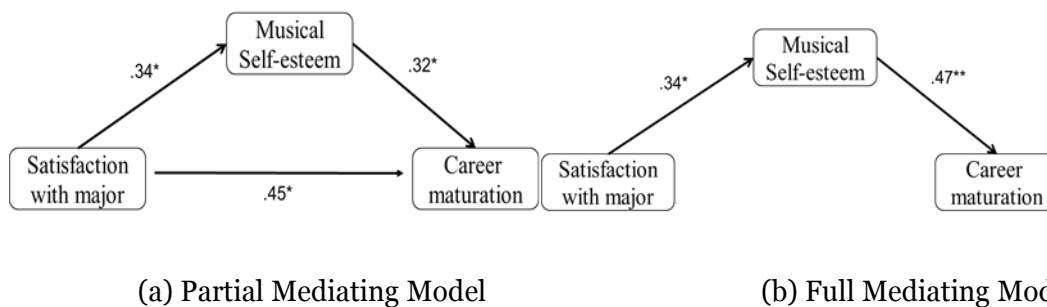 Musical
Self-esteem
.34*
.32*
Satisfaction
with major
.45*
Career
maturation
(a) Partial Mediating Model
Musical
Self-esteem
.34*
.47**
Satisfaction
with major
Career
maturation
(b) Full Mediating Mod